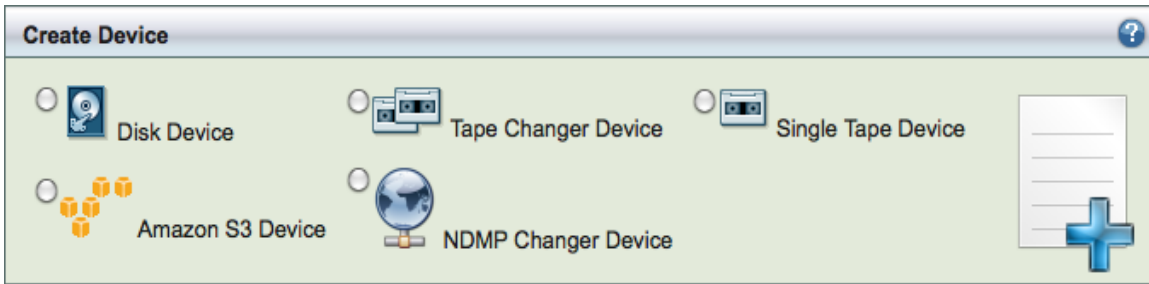 Create Device
?
Disk Device
Tape Changer Device
Single Tape Device
Amazon S3 Device
NDMP Changer Device